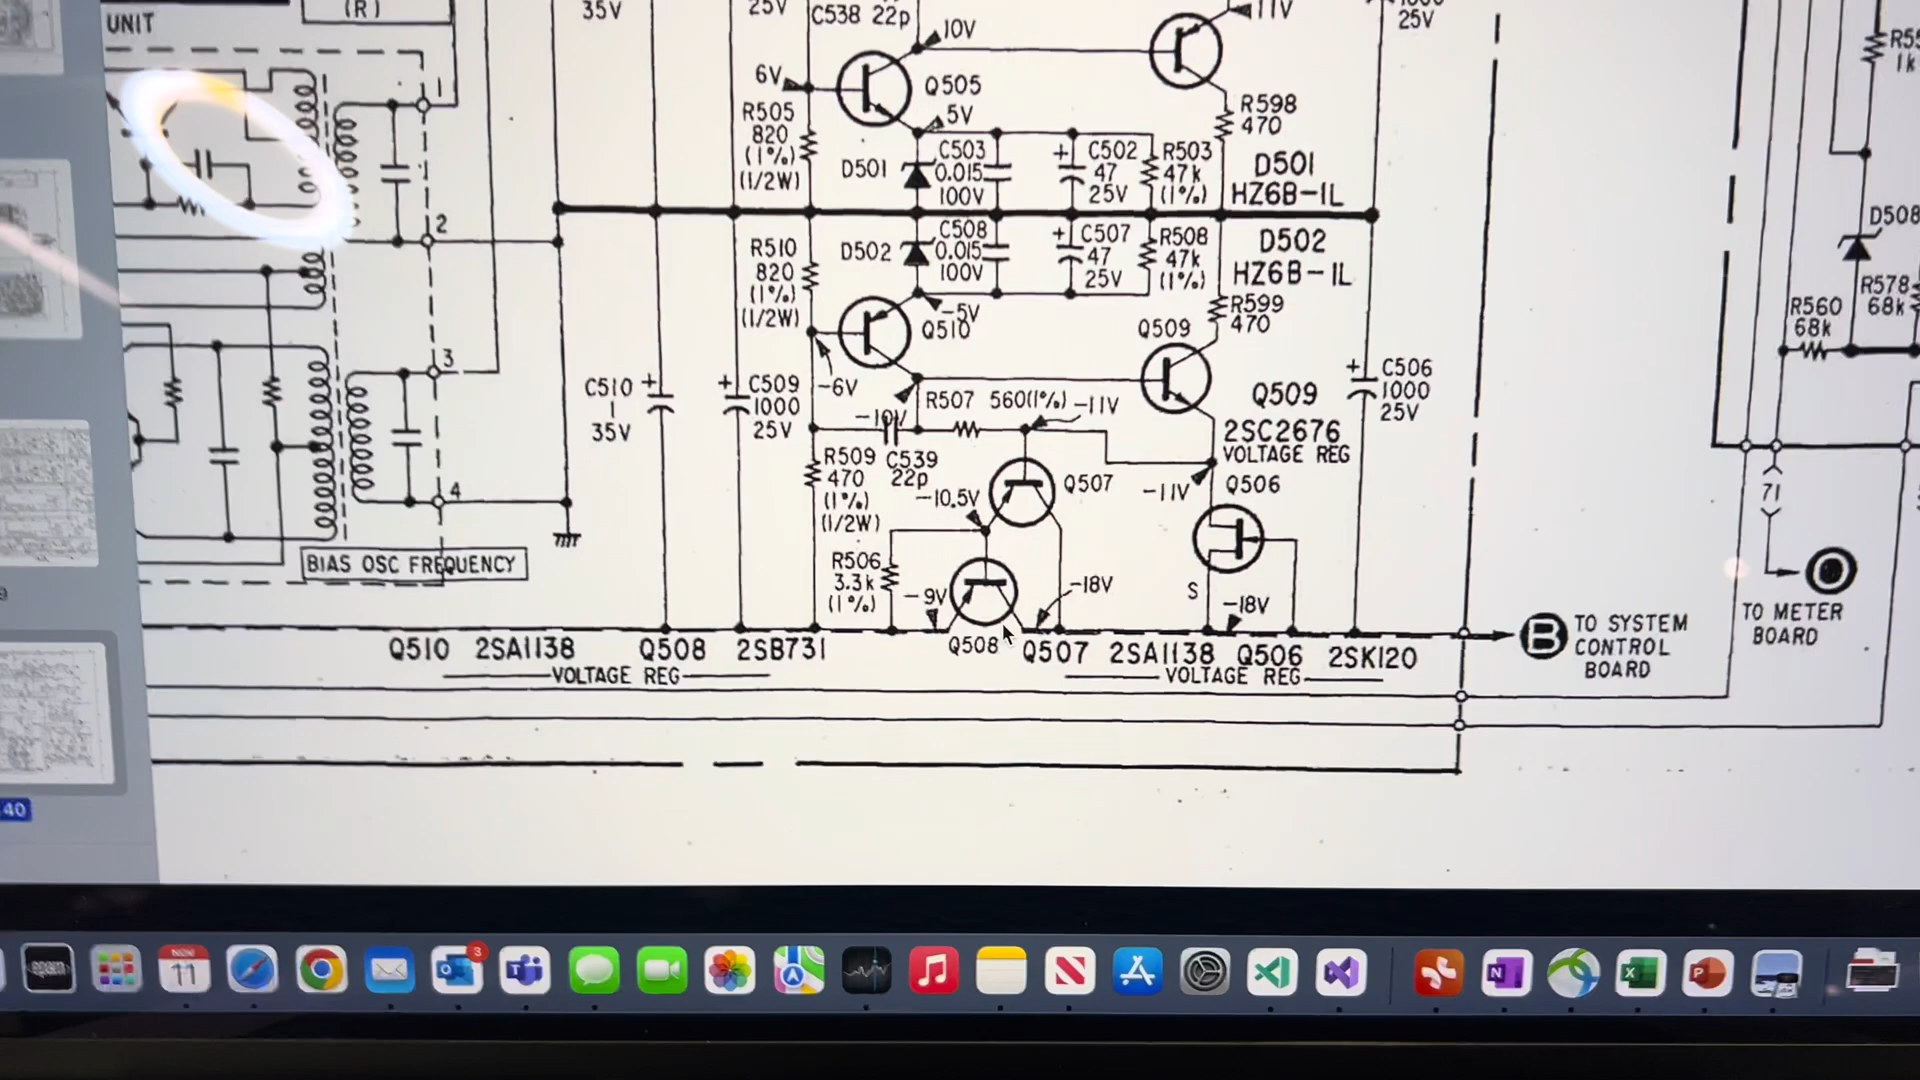 (R)
UNIT
35V
25V
C538 22p
10V
11V
25V
6V
Q505
R505
820
(1%)
(1/2W)
5V
R598
470
D501
C503
0.015
100V
+
C502
47
25V
R503
47k
(1%)
D501
HZ6B-1L
1
2
R510
820
(1%)
(1/2W)
D502
C508
0.015
100V
+
C507
47
25V
R508
47k
(1%)
D502
HZ6B-1L
-5V
Q510
Q509
R599
470
-6V
3
C510
35V
+
+
C509
1000
25V
-10V
R507 560(1%)
-11V
Q509
2SC2676
VOLTAGE REG
+
C506
1000
25V
R509
470
(1%)
(1/2W)
C539
22p
Q507
-10.5V
-11V
Q506
4
BIAS OSC FREQUENCY
R506
3.3k
(1%)
-9V
-18V
S
-18V
Q508
Q510 2SA1138
Q508 2SB731
VOLTAGE REG
Q507 2SA1138
Q506 2SK120
VOLTAGE REG
B
TO SYSTEM
CONTROL
BOARD
TO METER
BOARD
71
1k
D508
R578
68k
R560
68k
40
9
NOV
11
3
N
X
P